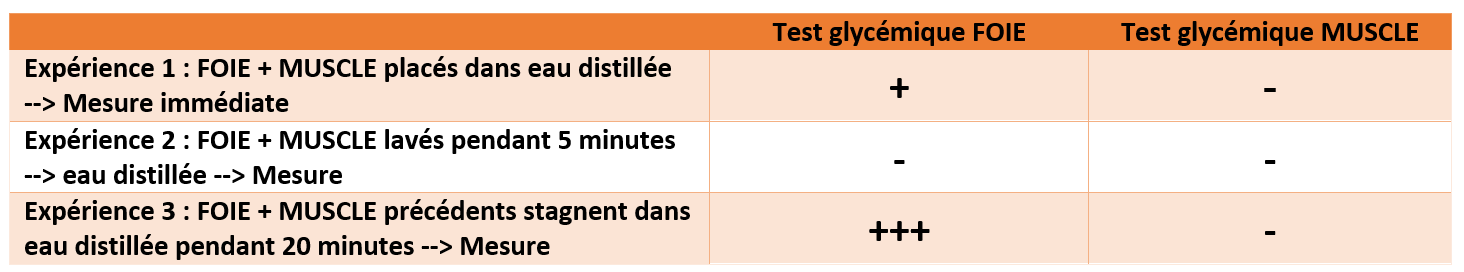 Test glycémique FOIE
Test glycémique MUSCLE
Expérience 1 : FOIE + MUSCLE placés dans eau distillée
--> Mesure immédiate
+
-
Expérience 2 : FOIE + MUSCLE lavés pendant 5 minutes
--> eau distillée --> Mesure
-
-
Expérience 3 : FOIE + MUSCLE précédents stagnent dans
eau distillée pendant 20 minutes --> Mesure
+++
-